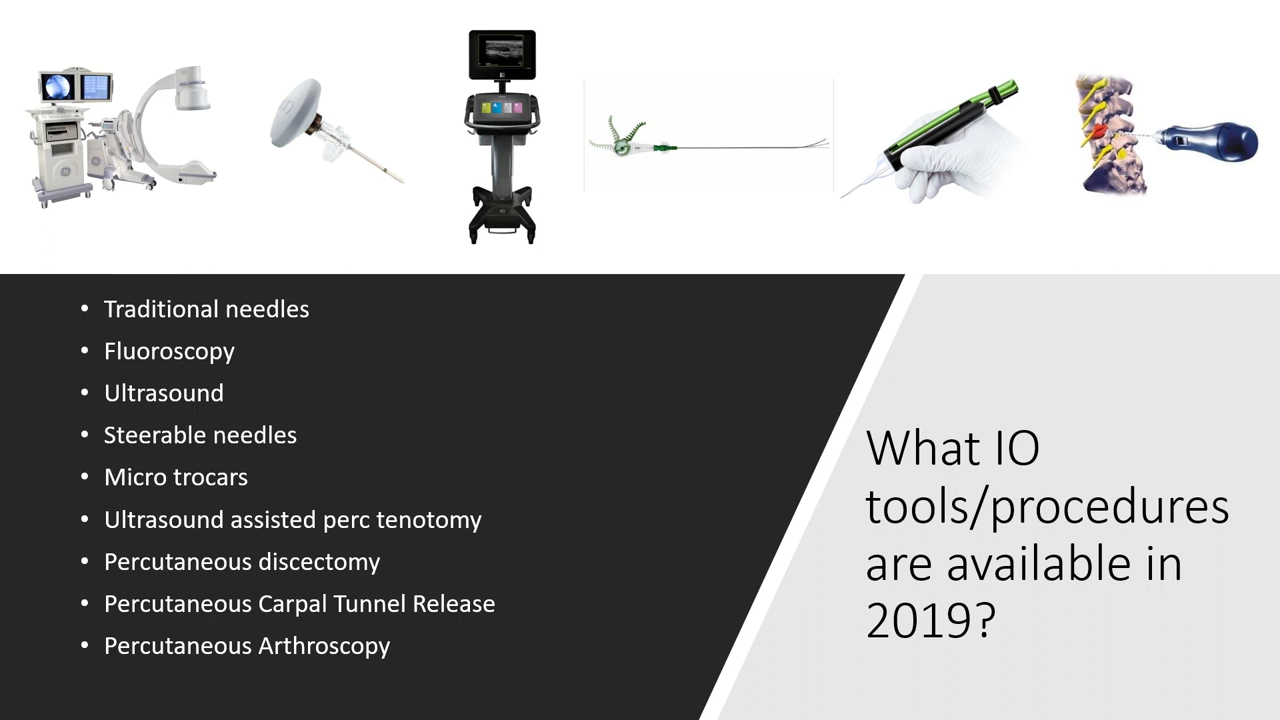 Traditional needles
Fluoroscopy
Ultrasound
Steerable needles
Micro trocars
Ultrasound assisted perc tenotomy
Percutaneous discectomy
Percutaneous Carpal Tunnel Release
Percutaneous Arthroscopy
What IO
tools/procedures
are available in
2019?